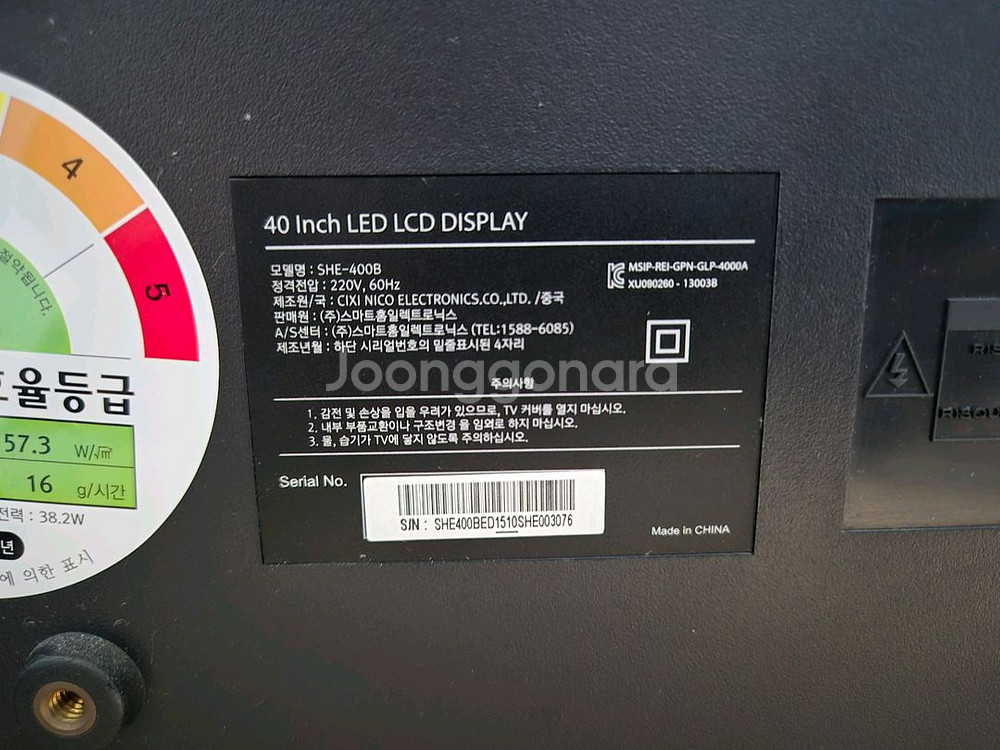 4
5
절약됩니다.
율등급
57.3 W/√㎡
16 g/시간
전력 : 38.2W
년
에 의한 표시
40 Inch LED LCD DISPLAY
모델명 : SHE-400B
정격전압 : 220V, 60Hz
제조원/국 : CIXI NICO ELECTRONICS.CO.,LTD. /중국
판매원 : (주)스마트홈일렉트로닉스
A/S센터 : (주)스마트홈일렉트로닉스 (TEL:1588-6085)
제조년월 : 하단 시리얼번호의 밑줄표시된 4자리
MSIP-REI-GPN-GLP-4000A
XU090260 - 13003B
Joonggonara
주의사항
1. 감전 및 손상을 입을 우려가 있으므로, TV 커버를 열지 마십시오.
2. 내부 부품교환이나 구조변경 을 임의로 하지 마십시오.
3. 물, 습기가 TV에 닿지 않도록 주의하십시오.
Serial No.
S/N : SHE400BED1510SHE003076
Made in CHINA
RIS
RISQU